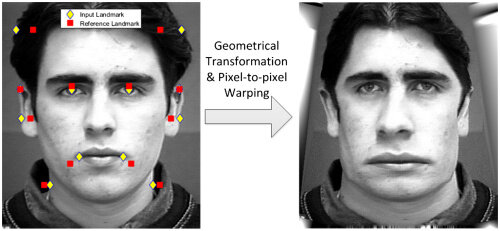 Input Landmark
Reference Landmark
Geometrical
Transformation
& Pixel-to-pixel
Warping